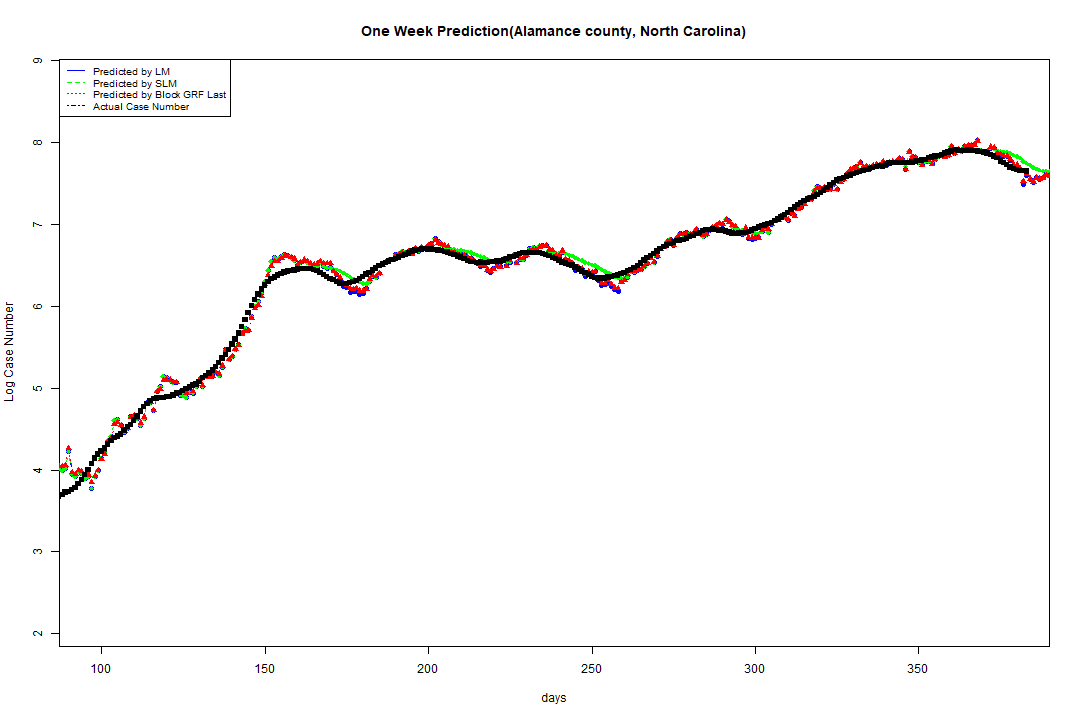 One Week Prediction(Alamance county, North Carolina)
Predicted by LM
Predicted by SLM
Predicted by Block GRF Last
Actual Case Number
Log Case Number
9
8
7
6
5
4
3
2
100 150 200 250 300 350
days